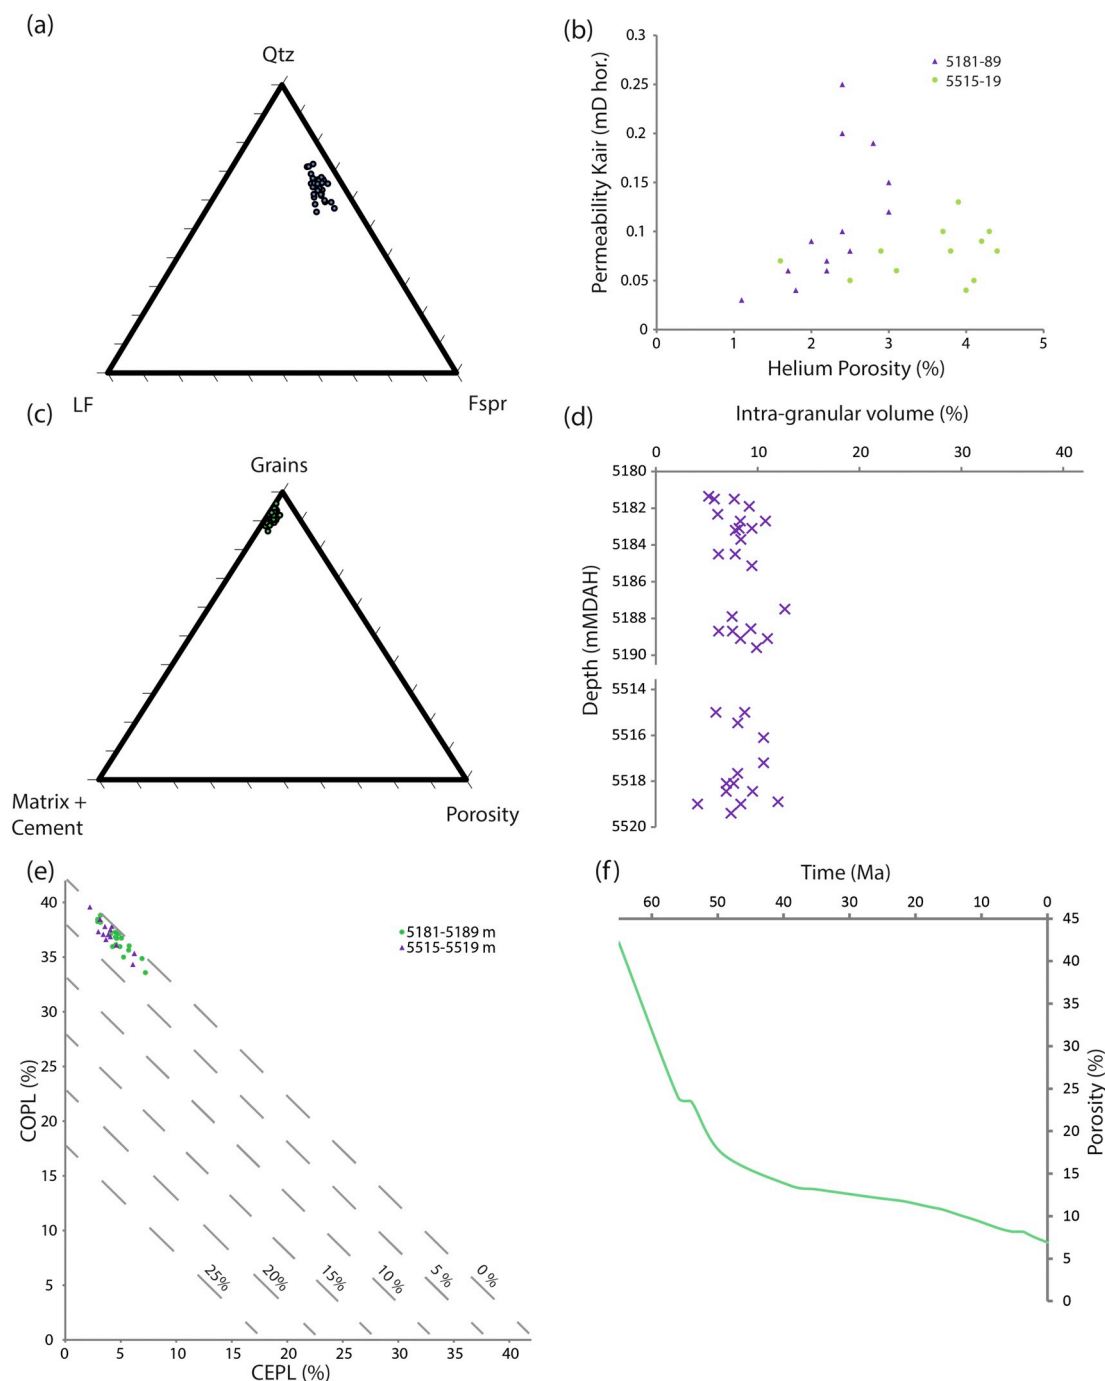 (a)
Qtz
LF
Fspr
(b)
Permeability Kair (mD hor.)
0.3
0.25
0.2
0.15
0.1
0.05
0
5181-89
5515-19
0 1 2 3 4 5
Helium Porosity (%)
(c)
Grains
Matrix +
Cement
Porosity
(d)
Intra-granular volume (%)
0 10 20 30 40
Depth (mMDAH)
5180
5182
5184
5186
5188
5190
5514
5516
5518
5520
(e)
COPL (%)
40
35
30
25
20
15
10
5
0
5181-5189 m
5515-5519 m
25% 20% 15% 10 % 5 % 0 %
0 5 10 15 20 25 30 35 40
CEPL (%)
(f)
Time (Ma)
60 50 40 30 20 10 0
45
40
35
30
25
20
15
10
5
0
Porosity (%)